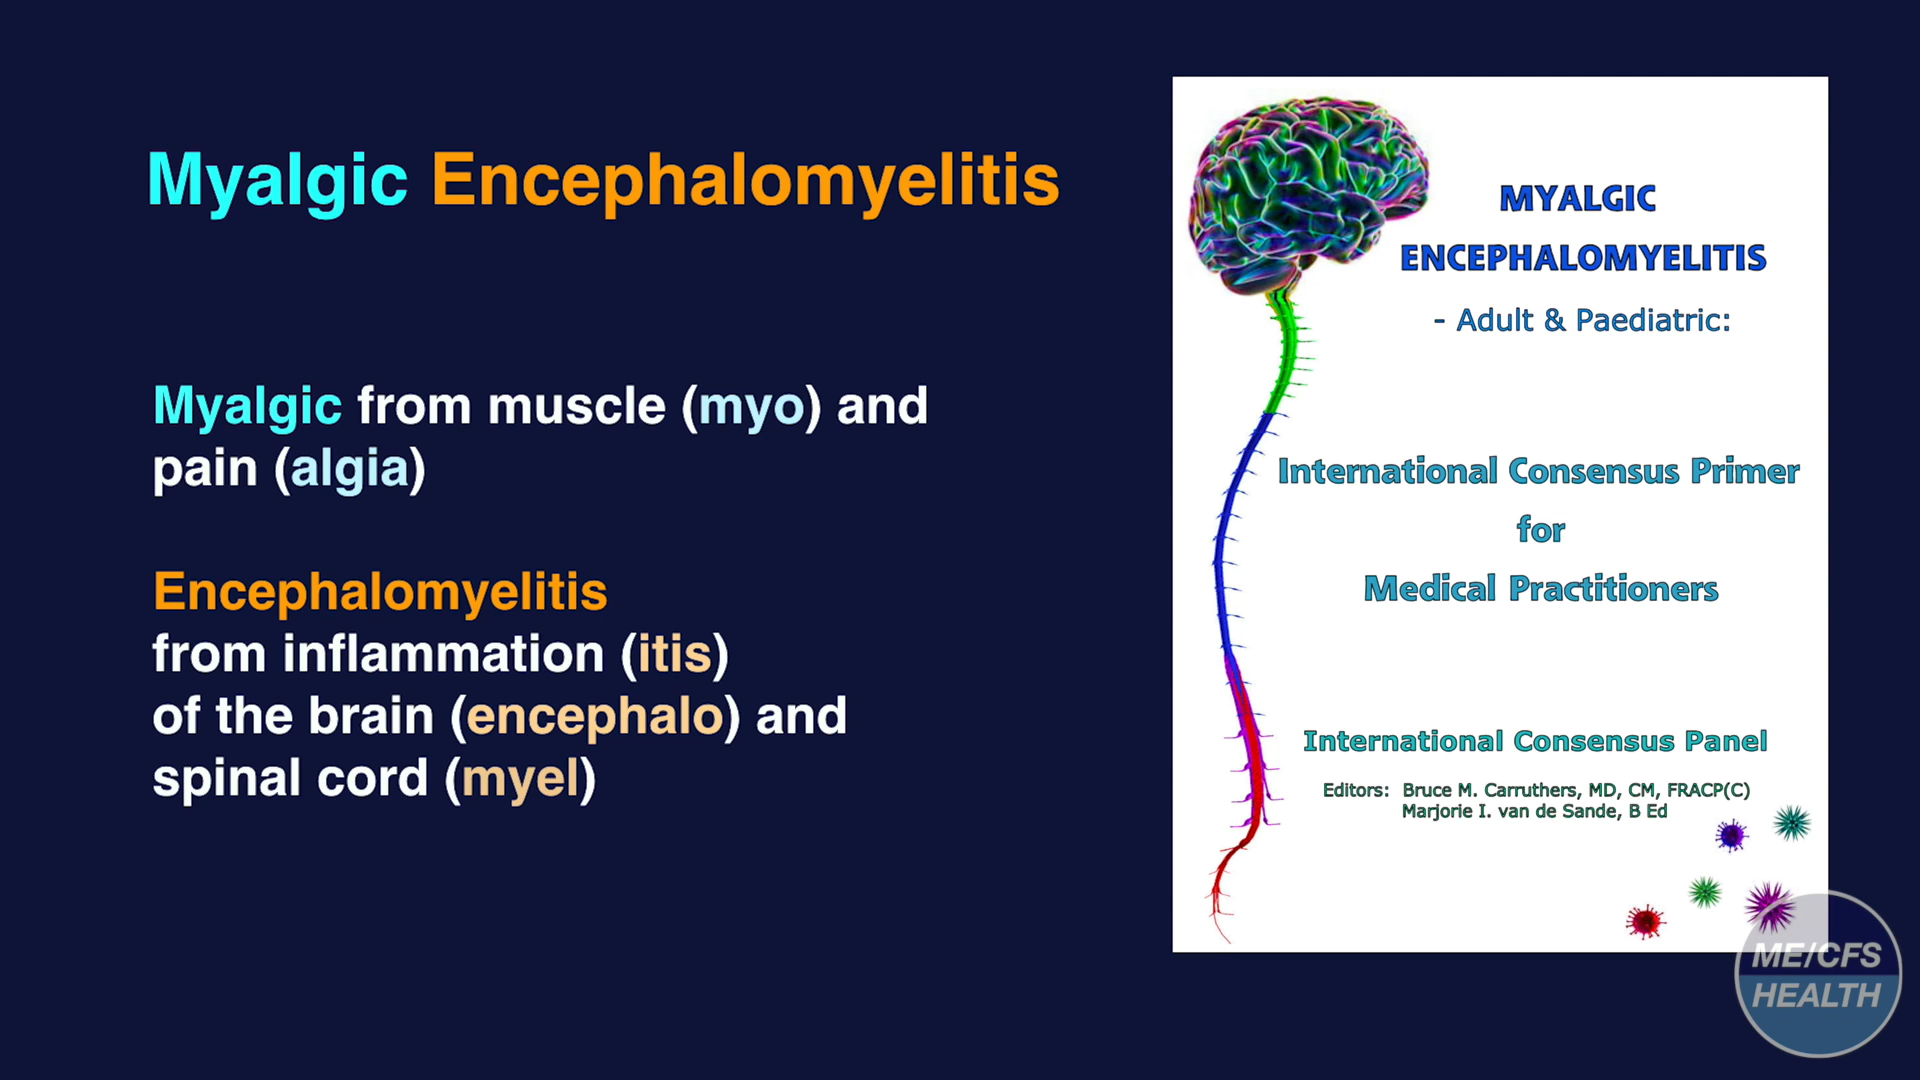 Myalgic Encephalomyelitis
Myalgic from muscle (myo) and
pain (algia)
Encephalomyelitis
from inflammation (itis)
of the brain (encephalo) and
spinal cord (myel)
MYALGIC
ENCEPHALOMYELITIS
- Adult & Paediatric:
International Consensus Primer
for
Medical Practitioners
International Consensus Panel
Editors: Bruce M. Carruthers, MD, CM, FRACP(C)
Marjorie I. van de Sande, B Ed
ME/CFS
HEALTH